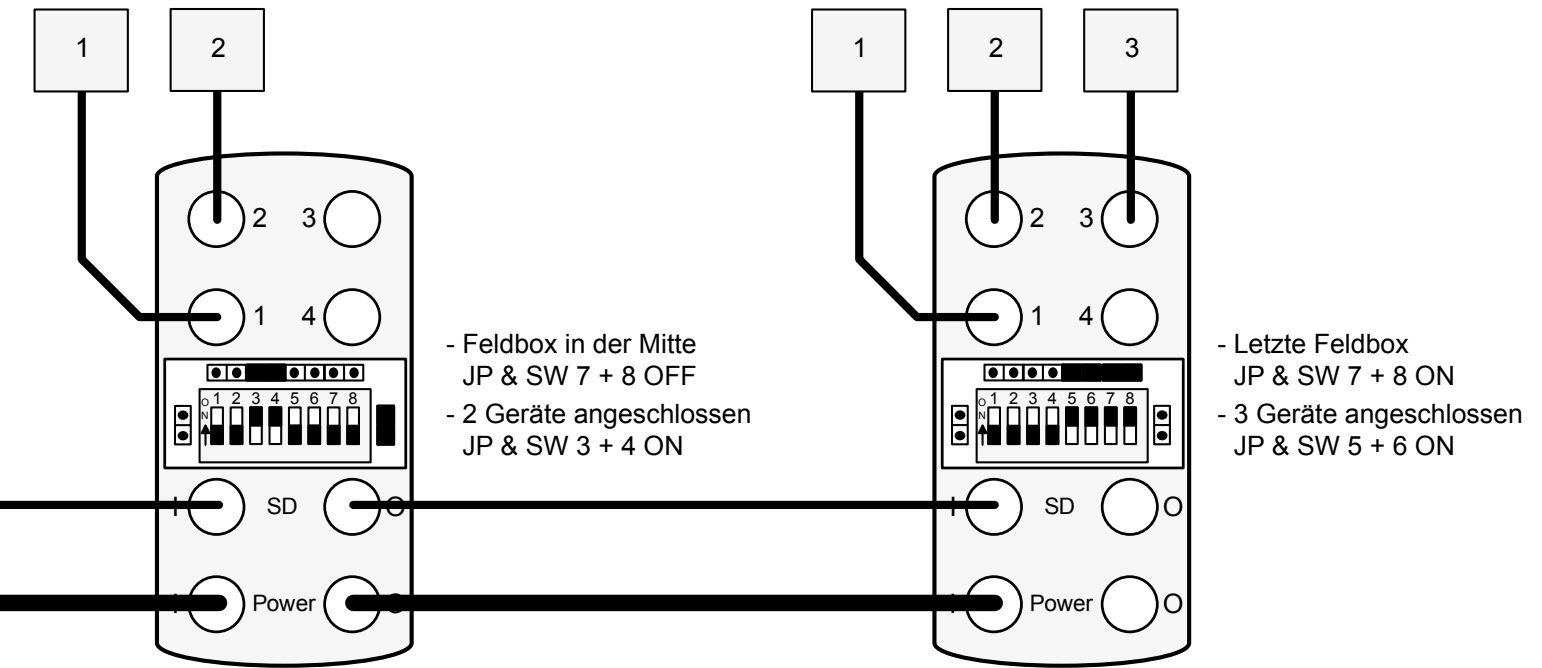 1
2
1
2
3
2 3
1 4
- Feldbox in der Mitte
JP & SW 7 + 8 OFF
- 2 Geräte angeschlossen
JP & SW 3 + 4 ON
ON 1 2 3 4 5 6 7 8
I SD O
I Power O
2 3
1 4
- Letzte Feldbox
JP & SW 7 + 8 ON
- 3 Geräte angeschlossen
JP & SW 5 + 6 ON
ON 1 2 3 4 5 6 7 8
I SD O
I Power O